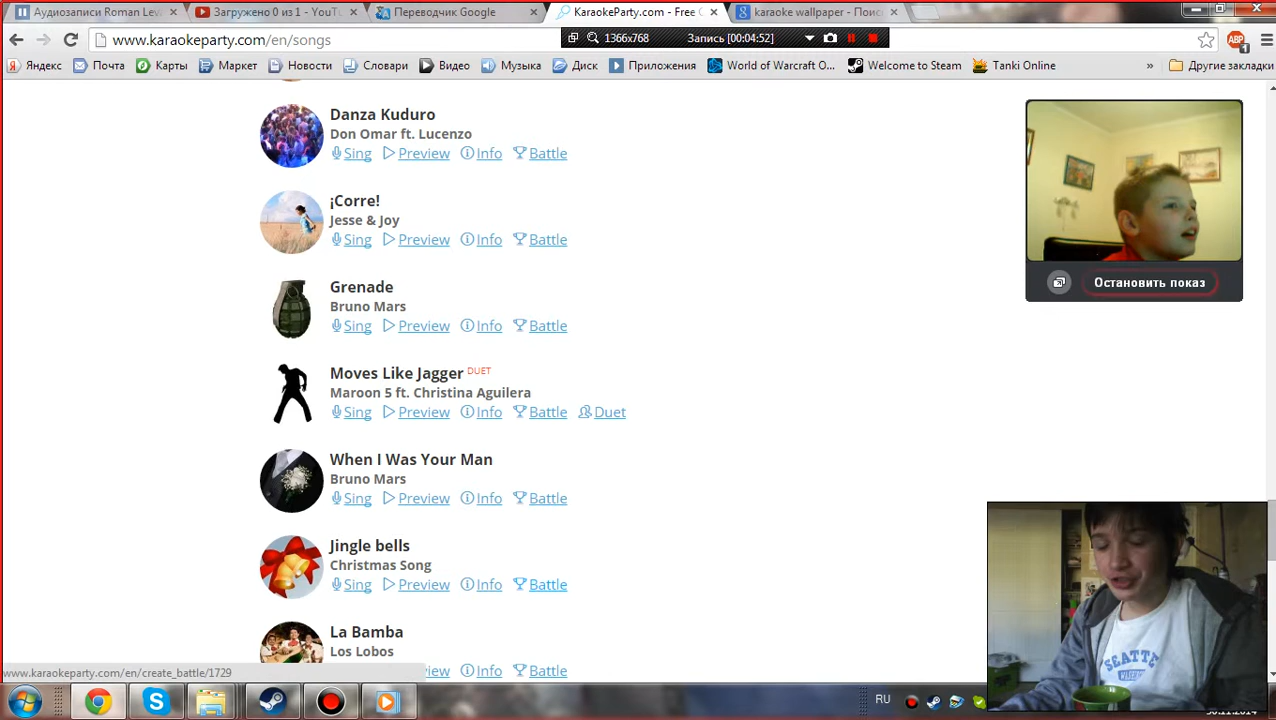 Аудиозаписи Roman Lev
Загружено 0 из 1 - YouTu
Переводчик Google
KaraokeParty.com - Free
karaoke wallpaper - Поис
www.karaokeparty.com/en/songs
1366x768
Запись [00:04:52]
ABP
1
Яндекс
Почта
Карты
Маркет
Новости
Словари
Видео
Музыка
Диск
Приложения
World of Warcraft O...
Welcome to Steam
Tanki Online
»
Другие закладки
Danza Kuduro
Don Omar ft. Lucenzo
Sing Preview Info Battle
¡Corre!
Jesse & Joy
Sing Preview Info Battle
Grenade
Bruno Mars
Sing Preview Info Battle
Moves Like Jagger DUET
Maroon 5 ft. Christina Aguilera
Sing Preview Info Battle Duet
When I Was Your Man
Bruno Mars
Sing Preview Info Battle
Jingle bells
Christmas Song
Sing Preview Info Battle
La Bamba
Los Lobos
Battle
Остановить показ
SEATTLE
www.karaokeparty.com/en/create_battle/1729
RU